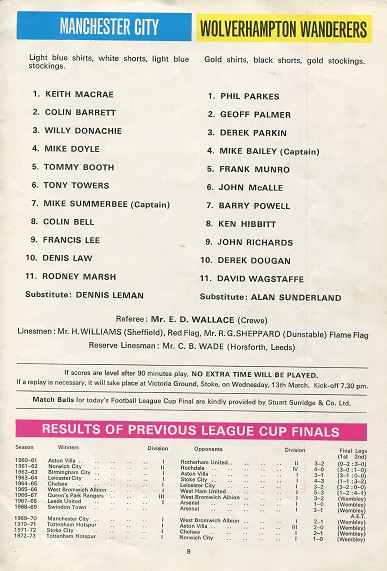 MANCHESTER CITY WOLVERHAMPTON WANDERERS
Light blue shirts, white shorts, light blue stockings.
Gold shirts, black shorts, gold stockings.
1. KEITH MACRAE
2. COLIN BARRETT
3. WILLY DONACHIE
4. MIKE DOYLE
5. TOMMY BOOTH
6. TONY TOWERS
7. MIKE SUMMERBEE (Captain)
8. COLIN BELL
9. FRANCIS LEE
10. DENIS LAW
11. RODNEY MARSH
Substitute: DENNIS LEMAN
1. PHIL PARKES
2. GEOFF PALMER
3. DEREK PARKIN
4. MIKE BAILEY (Captain)
5. FRANK MUNRO
6. JOHN McALLE
7. BARRY POWELL
8. KEN HIBBITT
9. JOHN RICHARDS
10. DEREK DOUGAN
11. DAVID WAGSTAFFE
Substitute: ALAN SUNDERLAND
Referee: Mr. E. D. WALLACE (Crewe)
Linesmen: Mr. H. WILLIAMS (Sheffield), Red Flag, Mr. R. G. SHEPPARD (Dunstable) Flame Flag
Reserve Linesman: Mr. C. B. WADE (Horsforth, Leeds)
If scores are level after 90 minutes play, NO EXTRA TIME WILL BE PLAYED.
If a replay is necessary, it will take place at Victoria Ground, Stoke, on Wednesday, 13th March. Kick-off 7.30 pm.
Match Balls for today's Football League Cup Final are kindly provided by Stuart Surridge & Co. Ltd.
RESULTS OF PREVIOUS LEAGUE CUP FINALS
Season Winners Division Opponents Division Final Legs
(1st 2nd)
1960-61 Aston Villa .. I Rotherham United .. II 3-2 (0-2 : 3-0)
1961-62 Norwich City .. II Rochdale .. IV 4-0 (3-0 : 1-0)
1962-63 Birmingham City .. I Aston Villa .. I 3-1 (3-1 : 0-0)
1963-64 Leicester City .. I Stoke City .. I 4-3 (1-1 : 3-2)
1964-65 Chelsea .. I Leicester City .. I 3-2 (3-2 : 0-0)
1965-66 West Bromwich Albion .. I West Ham United .. I 5-3 (1-2 : 4-1)
1966-67 Queen's Park Rangers .. III West Bromwich Albion .. I 3-2 (Wembley)
1967-68 Leeds United .. I Arsenal .. I 1-0 (Wembley)
1968-69 Swindon Town .. III Arsenal .. I 3-1 (Wembley)
A.E.T.
1969-70 Manchester City .. I West Bromwich Albion .. I 2-1 (Wembley)
1970-71 Tottenham Hotspur .. I Aston Villa .. III 2-0 (Wembley)
1971-72 Stoke City .. I Chelsea .. I 2-1 (Wembley)
1972-73 Tottenham Hotspur .. I Norwich City .. I 1-0 (Wembley)
9